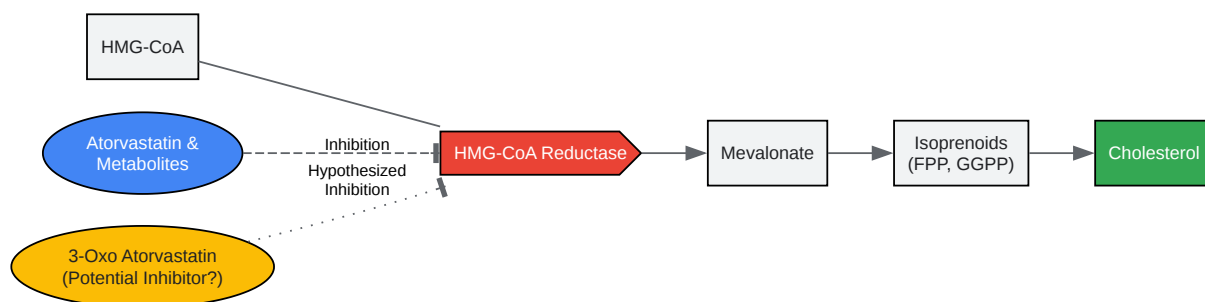 HMG-CoA
Atorvastatin &
Metabolites
Inhibition
Hypothesized
Inhibition
3-Oxo Atorvastatin
(Potential Inhibitor?)
HMG-CoA Reductase
Mevalonate
Isoprenoids
(FPP, GGPP)
Cholesterol